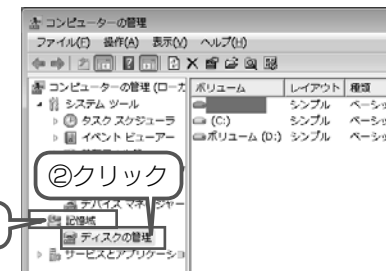 コンピューターの管理
ファイル(F) 操作(A) 表示(V) ヘルプ(H)
コンピューターの管理 (ローカ
システム ツール
タスク スケジューラ
イベント ビューアー
②クリック
デバイス マネージャー
記憶域
ディスクの管理
サービスとアプリケーショ
ボリューム レイアウト 種類
シンプル ベーシッ
(C:) シンプル ベーシッ
ボリューム (D:) シンプル ベーシッ